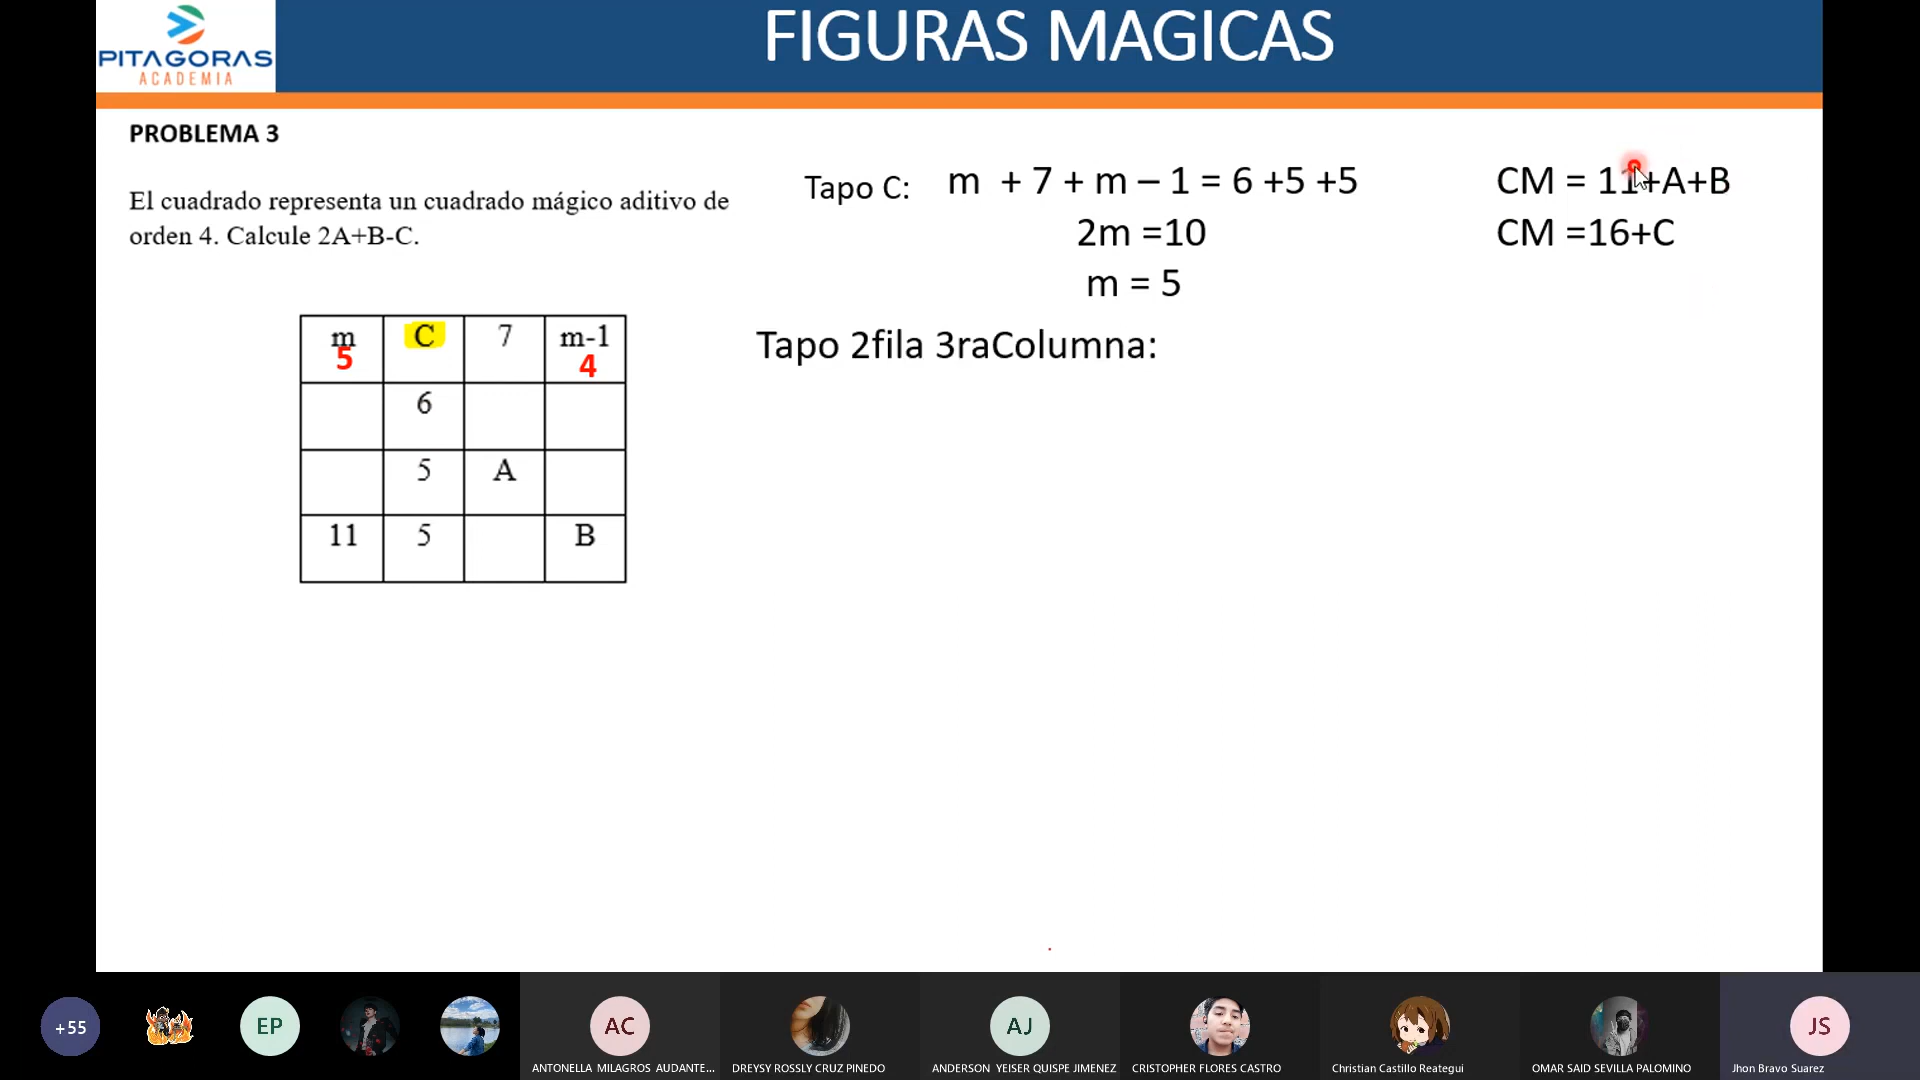 PITAGORAS
ACADEMIA
FIGURAS MAGICAS
PROBLEMA 3
El cuadrado representa un cuadrado mágico aditivo de
orden 4. Calcule 2A+B-C.
Tapo C:
m + 7 + m – 1 = 6 +5 +5
2m =10
m = 5
CM = 11+A+B
CM =16+C
Tapo 2fila 3raColumna:
m C 7 m-1
5 4
6
5 A
11 5 B
+55
EP
AC
AJ
JS
ANTONELLA MILAGROS AUDANTE...
DREYSY ROSSLY CRUZ PINEDO
ANDERSON YEISER QUISPE JIMENEZ
CRISTOPHER FLORES CASTRO
Christian Castillo Reategui
OMAR SAID SEVILLA PALOMINO
Jhon Bravo Suarez